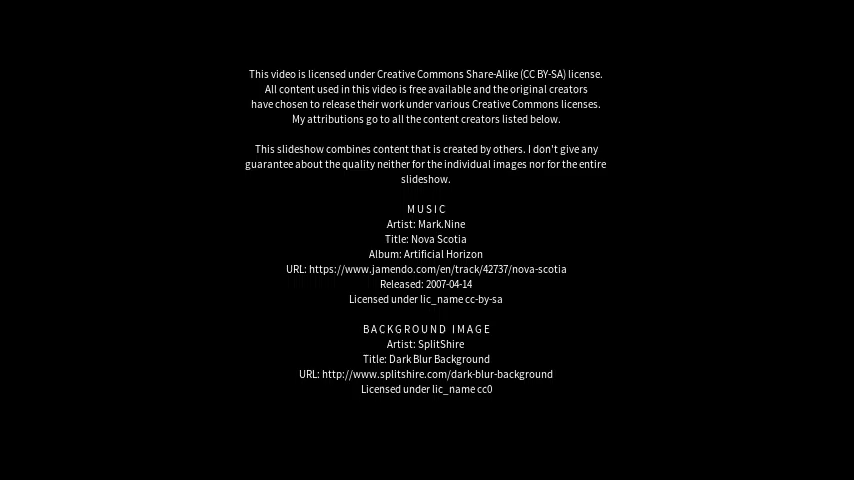 This video is licensed under Creative Commons Share-Alike (CC BY-SA) license.
All content used in this video is free available and the original creators
have chosen to release their work under various Creative Commons licenses.
My attributions go to all the content creators listed below.
This slideshow combines content that is created by others. I don't give any
guarantee about the quality neither for the individual images nor for the entire
slideshow.
MUSIC
Artist: Mark.Nine
Title: Nova Scotia
Album: Artificial Horizon
URL: https://www.jamendo.com/en/track/42737/nova-scotia
Released: 2007-04-14
Licensed under lic_name cc-by-sa
BACKGROUND IMAGE
Artist: SplitShire
Title: Dark Blur Background
URL: http://www.splitshire.com/dark-blur-background
Licensed under lic_name cc0